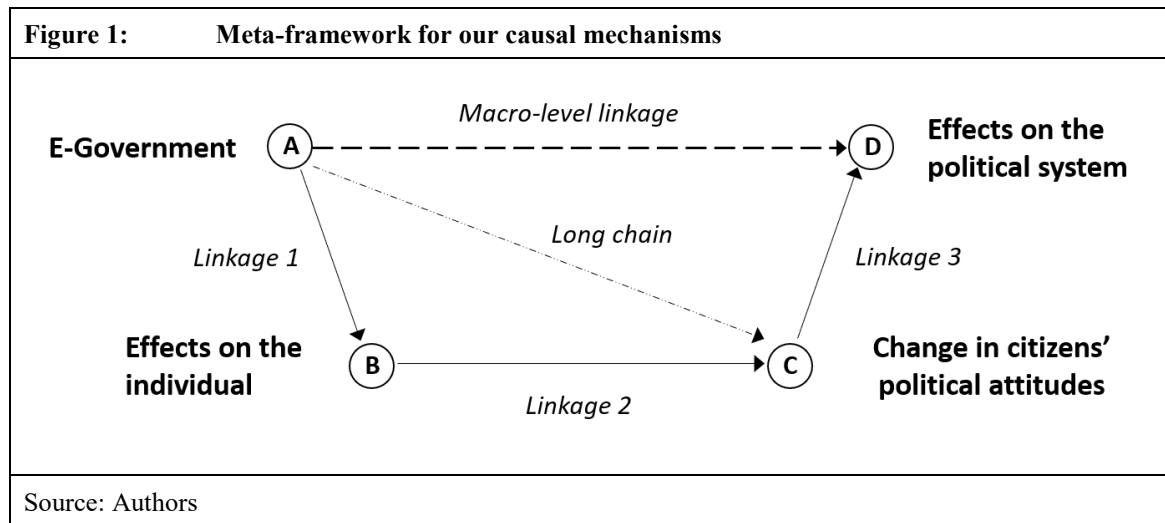 Figure 1: Meta-framework for our causal mechanisms
Macro-level linkage
E-Government
A
D
Effects on the
political system
Long chain
Linkage 1
Linkage 3
Effects on the
individual
B
C
Change in citizens’
political attitudes
Linkage 2
Source: Authors